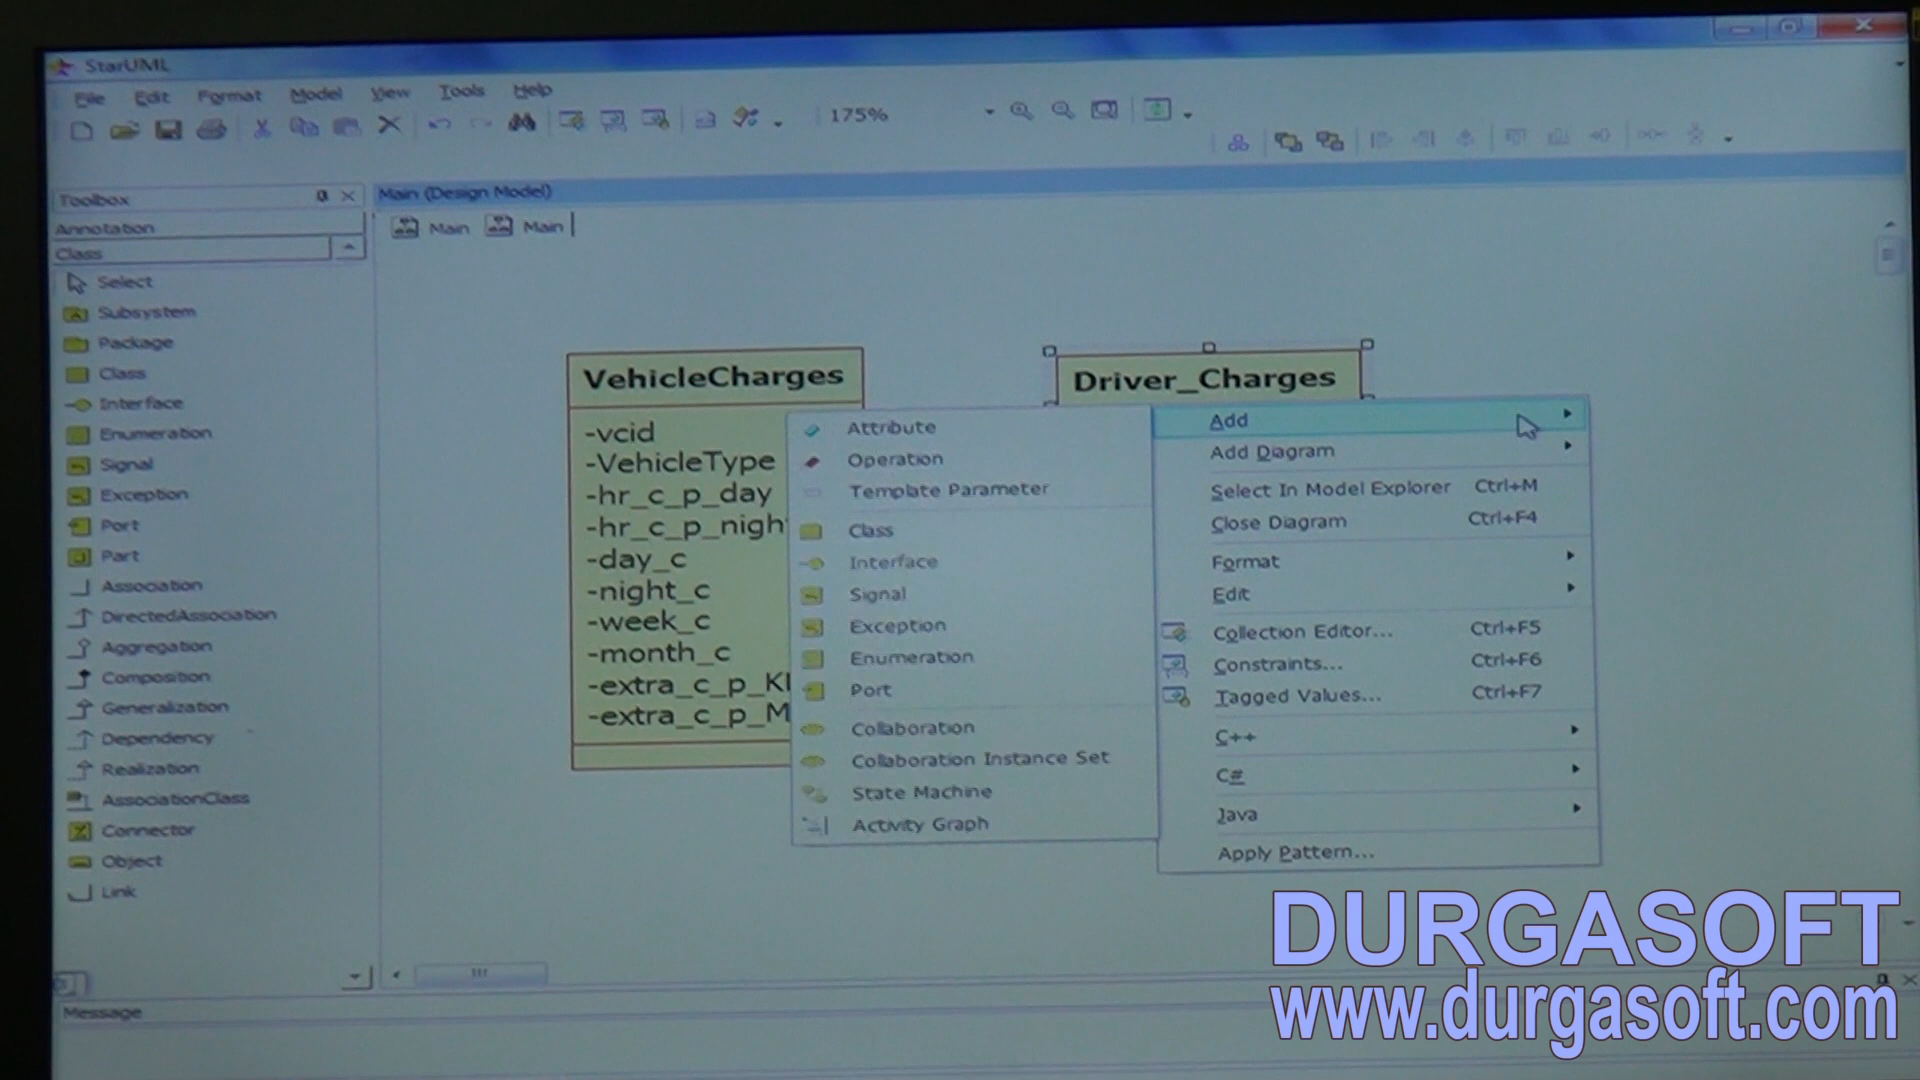 StarUML
File Edit Format Model View Tools Help
175%
Toolbox
Main (Design Model)
Annotation
Main Main
Class
Select
Subsystem
Package
Class
Interface
Enumeration
Signal
Exception
Port
Part
Association
DirectedAssociation
Aggregation
Composition
Generalization
Dependency
Realization
AssociationClass
Connector
Object
Link
VehicleCharges
-vcid
-VehicleType
-hr_c_p_day
-hr_c_p_nigh
-day_c
-night_c
-week_c
-month_c
-extra_c_p_K
-extra_c_p_M
Driver_Charges
Attribute
Operation
Template Parameter
Class
Interface
Signal
Exception
Enumeration
Port
Collaboration
Collaboration Instance Set
State Machine
Activity Graph
Add
Add Diagram
Select In Model Explorer Ctrl+M
Close Diagram Ctrl+F4
Format
Edit
Collection Editor... Ctrl+F5
Constraints... Ctrl+F6
Tagged Values... Ctrl+F7
C++
C#
Java
Apply Pattern...
Message
DURGASOFT
www.durgasoft.com